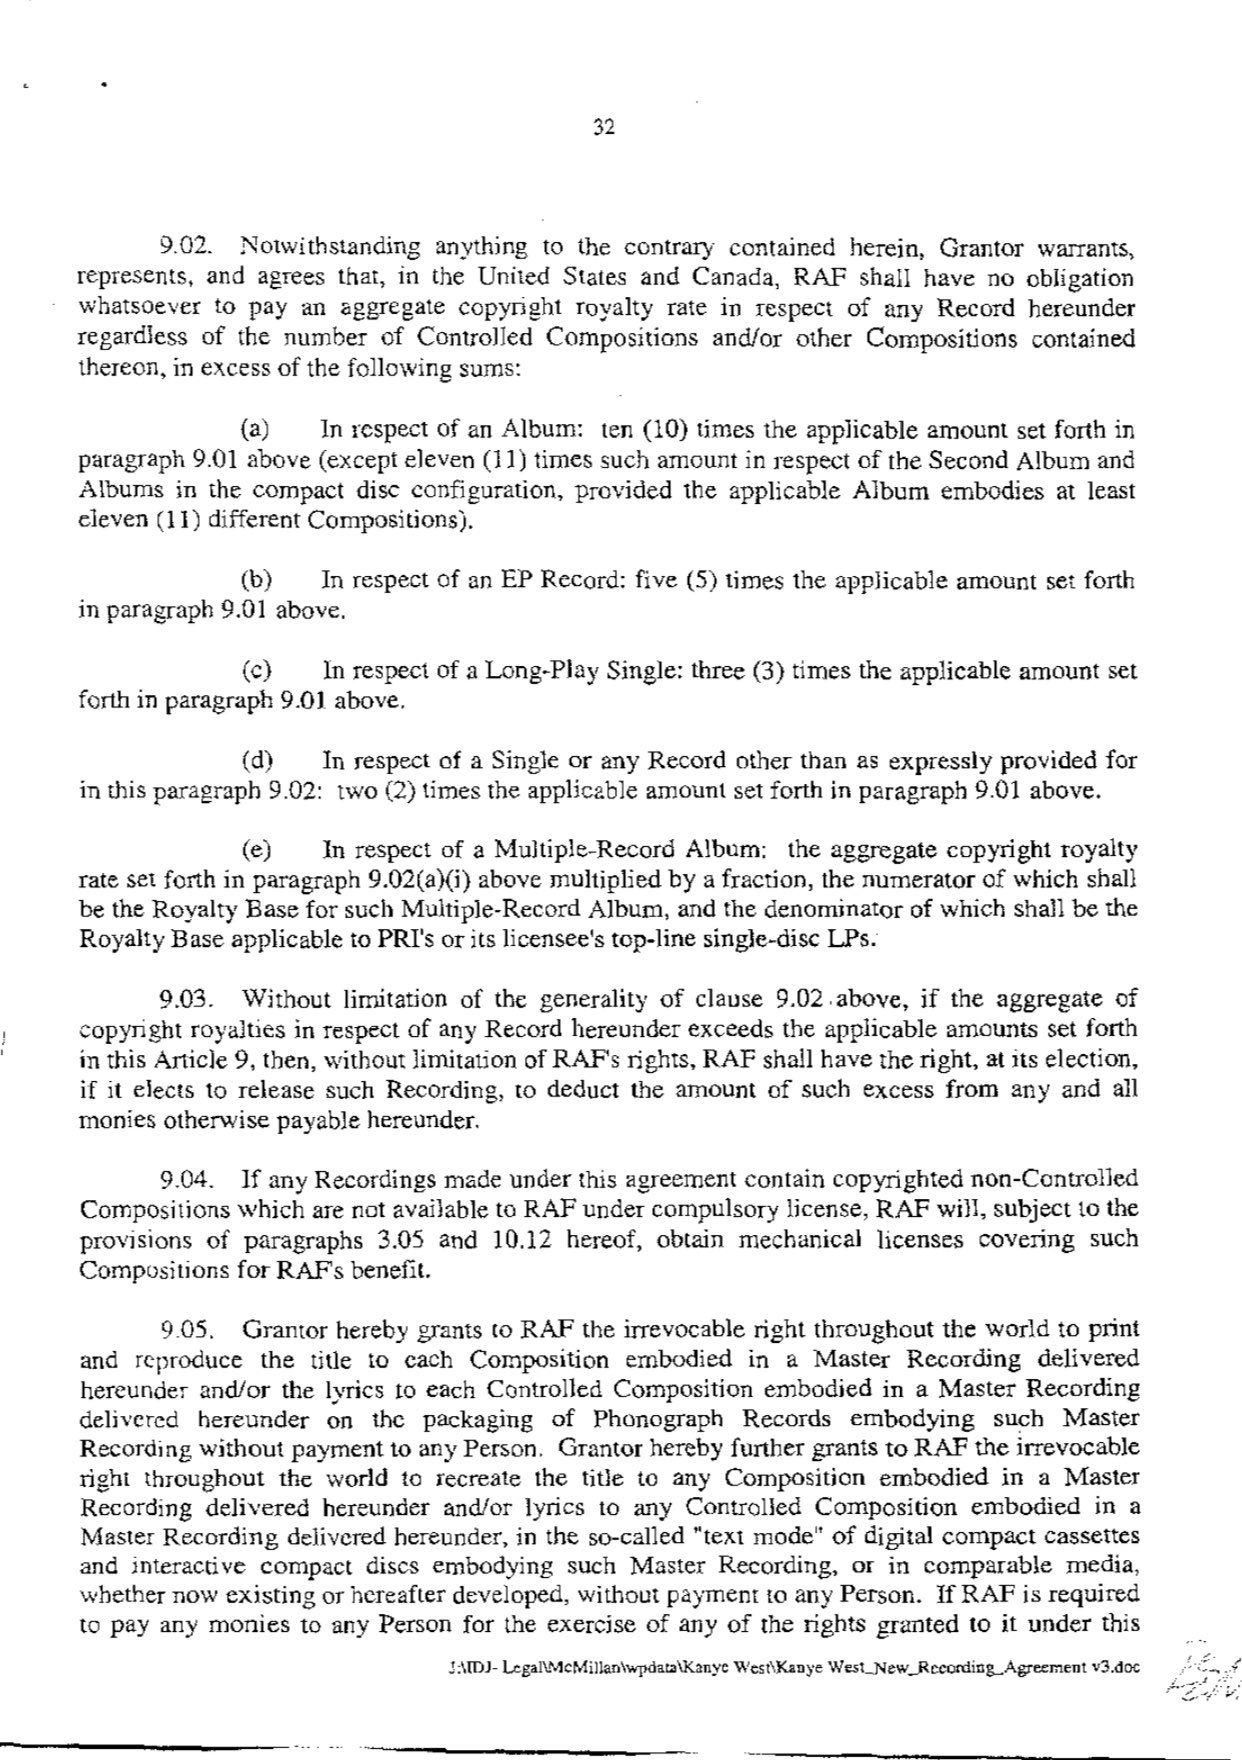 32
9.02. Notwithstanding anything to the contrary contained herein, Grantor warrants,
represents, and agrees that, in the United States and Canada, RAF shall have no obligation
whatsoever to pay an aggregate copyright royalty rate in respect of any Record hereunder
regardless of the number of Controlled Compositions and/or other Compositions contained
thereon, in excess of the following sums:
(a) In respect of an Album: ten (10) times the applicable amount set forth in
paragraph 9.01 above (except eleven (11) times such amount in respect of the Second Album and
Albums in the compact disc configuration, provided the applicable Album embodies at least
eleven (11) different Compositions).
(b) In respect of an EP Record: five (5) times the applicable amount set forth
in paragraph 9.01 above.
(c) In respect of a Long-Play Single: three (3) times the applicable amount set
forth in paragraph 9.01 above.
(d) In respect of a Single or any Record other than as expressly provided for
in this paragraph 9.02: two (2) times the applicable amount set forth in paragraph 9.01 above.
(e) In respect of a Multiple-Record Album: the aggregate copyright royalty
rate set forth in paragraph 9.02(a)(i) above multiplied by a fraction, the numerator of which shall
be the Royalty Base for such Multiple-Record Album, and the denominator of which shall be the
Royalty Base applicable to PRI's or its licensee's top-line single-disc LPs.
9.03. Without limitation of the generality of clause 9.02 above, if the aggregate of
copyright royalties in respect of any Record hereunder exceeds the applicable amounts set forth
in this Article 9, then, without limitation of RAF's rights, RAF shall have the right, at its election,
if it elects to release such Recording, to deduct the amount of such excess from any and all
monies otherwise payable hereunder.
9.04. If any Recordings made under this agreement contain copyrighted non-Controlled
Compositions which are not available to RAF under compulsory license, RAF will, subject to the
provisions of paragraphs 3.05 and 10.12 hereof, obtain mechanical licenses covering such
Compositions for RAF's benefit.
9.05. Grantor hereby grants to RAF the irrevocable right throughout the world to print
and reproduce the title to each Composition embodied in a Master Recording delivered
hereunder and/or the lyrics to each Controlled Composition embodied in a Master Recording
delivered hereunder on the packaging of Phonograph Records embodying such Master
Recording without payment to any Person. Grantor hereby further grants to RAF the irrevocable
right throughout the world to recreate the title to any Composition embodied in a Master
Recording delivered hereunder and/or lyrics to any Controlled Composition embodied in a
Master Recording delivered hereunder, in the so-called "text mode" of digital compact cassettes
and interactive compact discs embodying such Master Recording, or in comparable media,
whether now existing or hereafter developed, without payment to any Person. If RAF is required
to pay any monies to any Person for the exercise of any of the rights granted to it under this
J:\IDJ- Legal\McMillan\wpdata\Kanye West\Kanye West_New_Recording_Agreement v3.doc